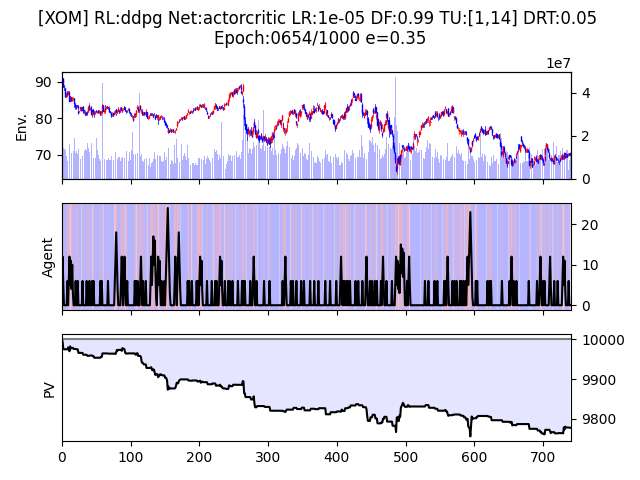 [XOM] RL:ddpg Net:actorcritic LR:1e-05 DF:0.99 TU:[1,14] DRT:0.05
Epoch:0654/1000 e=0.35
1e7
Env.
90
80
70
4
2
0
Agent
20
10
0
PV
10000
9900
9800
0 100 200 300 400 500 600 700